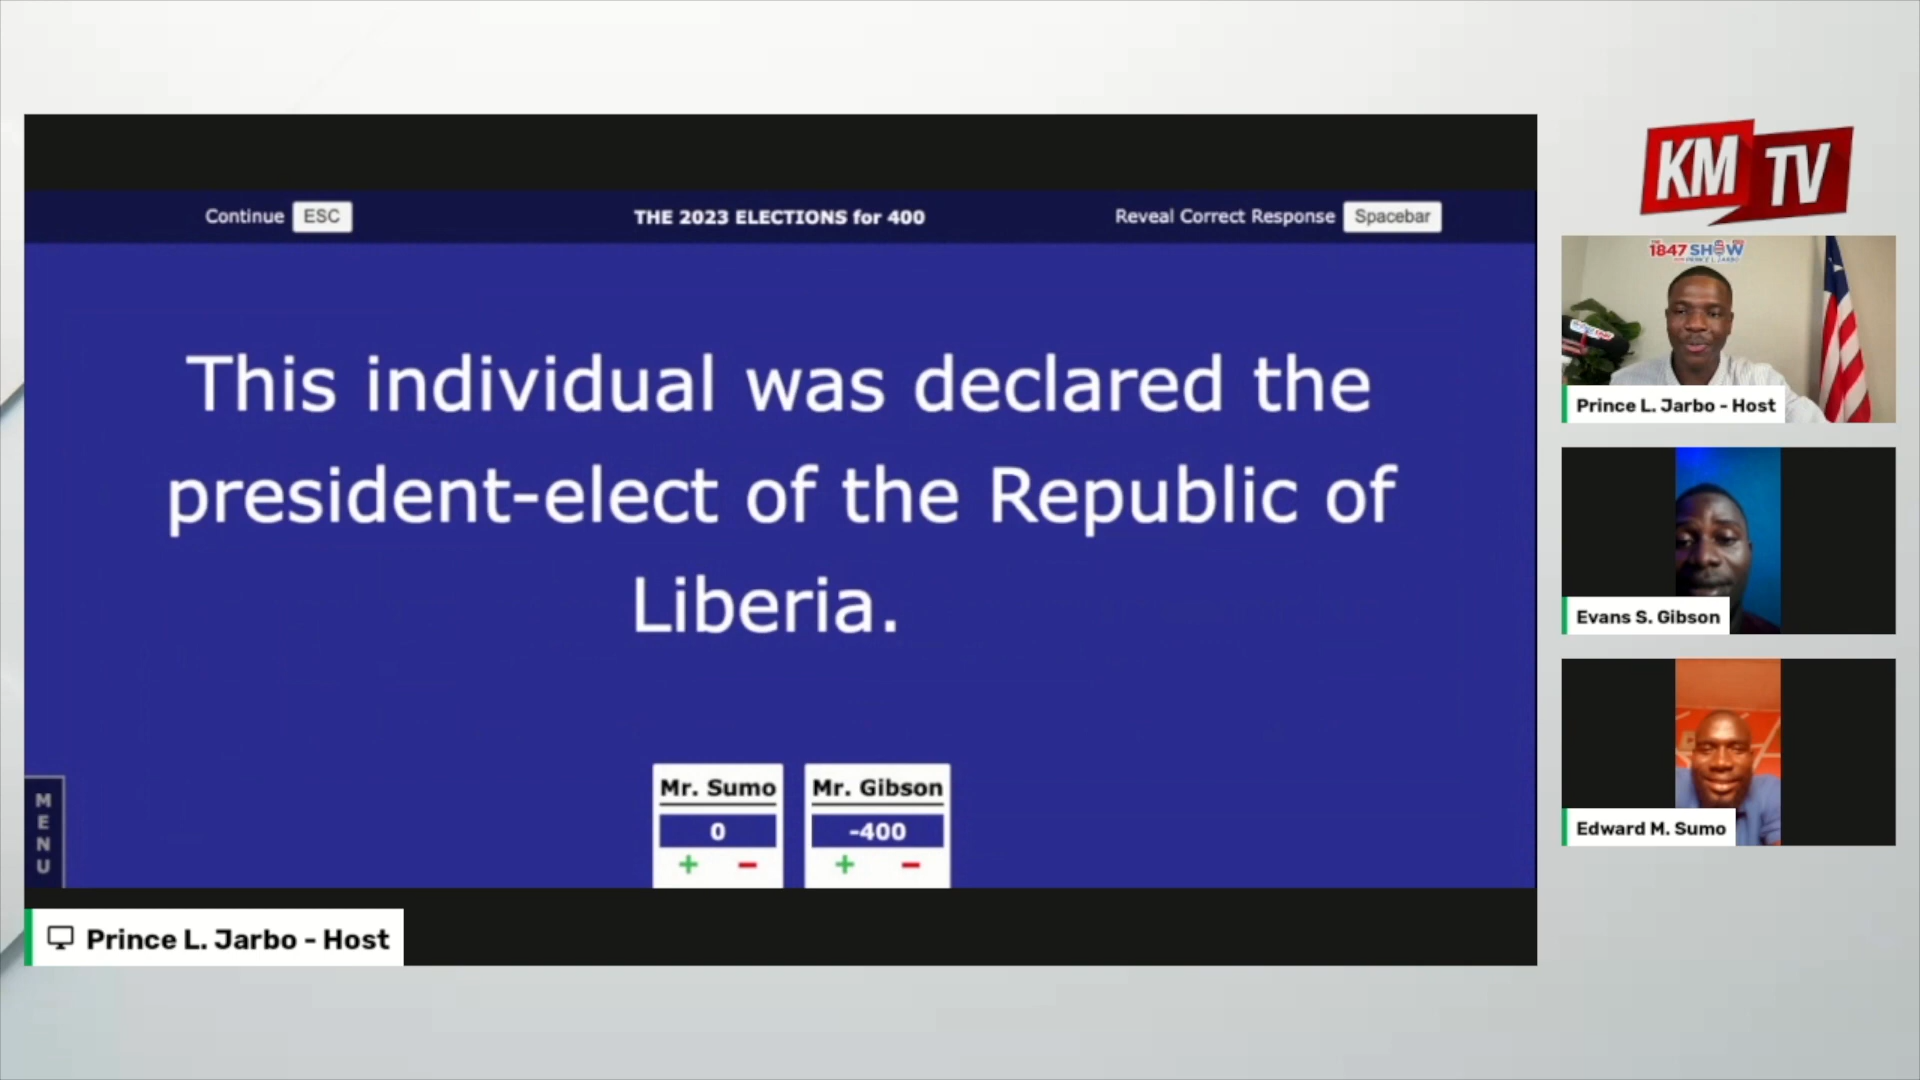 Continue ESC
THE 2023 ELECTIONS for 400
Reveal Correct Response Spacebar
This individual was declared the
president-elect of the Republic of
Liberia.
Mr. Sumo
0
+ −
Mr. Gibson
-400
+ −
MENU
Prince L. Jarbo - Host
KM TV
1847 SHOW
Prince L. Jarbo - Host
Evans S. Gibson
Edward M. Sumo